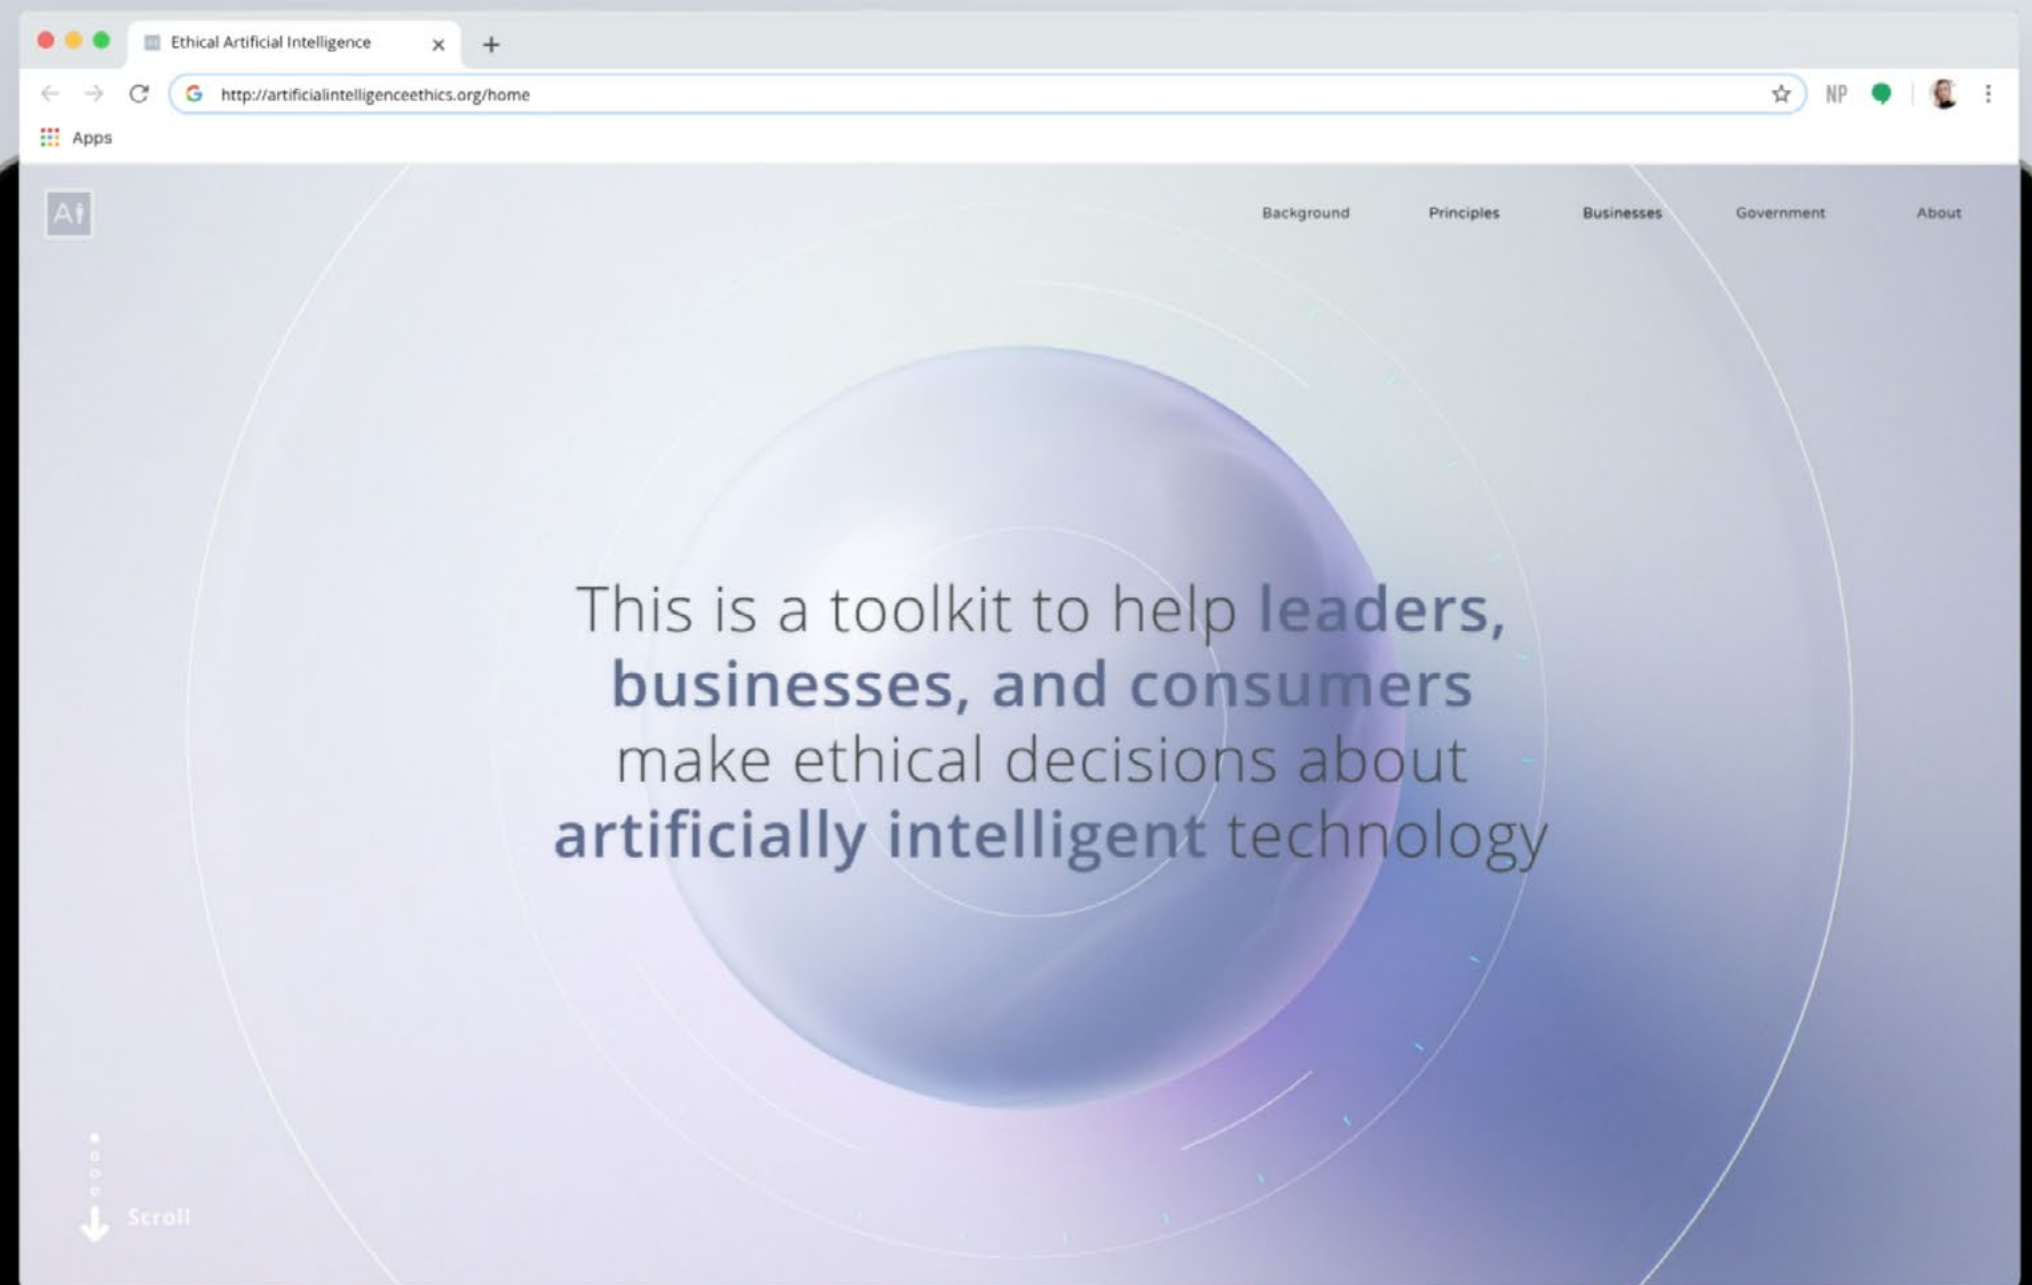 Ethical Artificial Intelligence
http://artificialintelligenceethics.org/home
NP
Apps
Ai
Background Principles Businesses Government About
This is a toolkit to help leaders,
businesses, and consumers
make ethical decisions about
artificially intelligent technology
Scroll